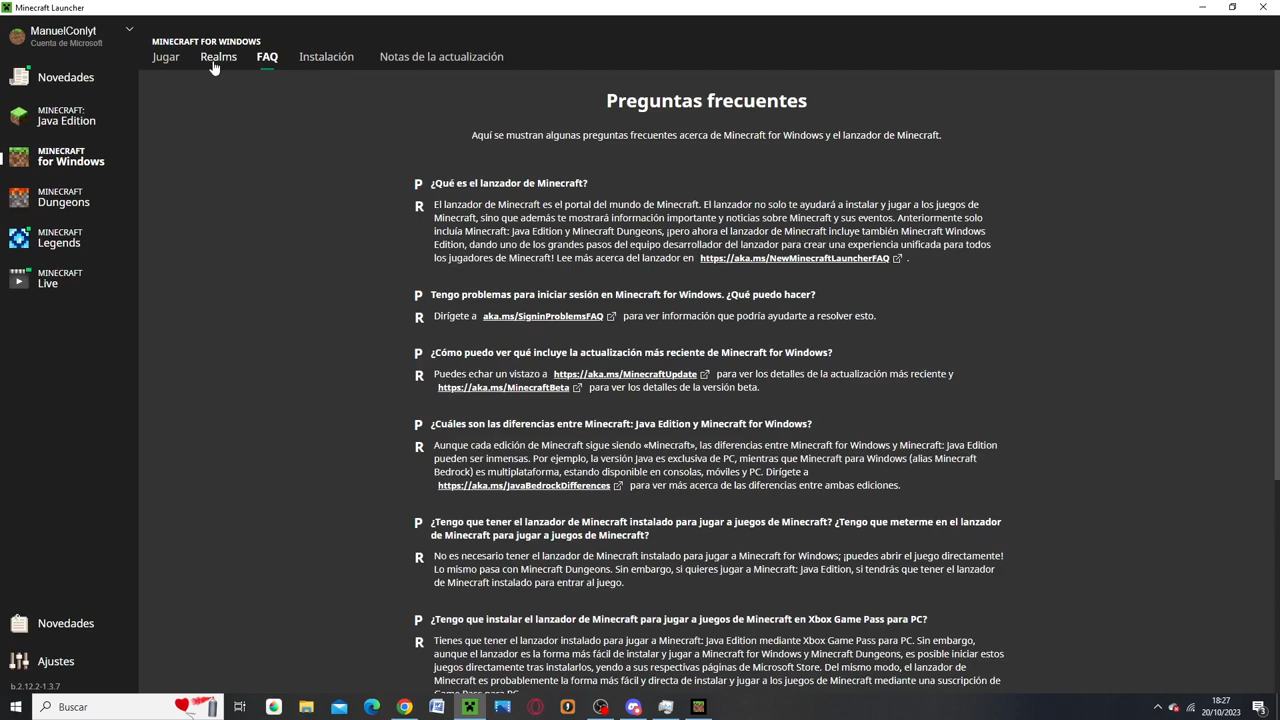 Minecraft Launcher
ManuelConlyt
Cuenta de Microsoft
Novedades
MINECRAFT:
Java Edition
MINECRAFT
for Windows
MINECRAFT
Dungeons
MINECRAFT
Legends
MINECRAFT
Live
Novedades
Ajustes
b.2.12.2-1.3.7
MINECRAFT FOR WINDOWS
Jugar Realms FAQ Instalación Notas de la actualización
Preguntas frecuentes
Aquí se mustran algunas preguntas frecuentes acerca de Minecraft for Windows y el lanzador de Minecraft.
P ¿Qué es el lanzador de Minecraft?
R El lanzador de Minecraft es el portal del mundo de Minecraft. El lanzador no solo te ayudará a instalar y jugar a los juegos de
Minecraft, sino que además te mostrará información importante y noticias sobre Minecraft y sus eventos. Anteriormente solo
incluía Minecraft: Java Edition y Minecraft Dungeons, ¡pero ahora el lanzador de Minecraft incluye también Minecraft Windows
Edition, dando uno de los grandes pasos del equipo desarrollador del lanzador para crear una experiencia unificada para todos
los jugadores de Minecraft! Lee más acerca del lanzador en https://aka.ms/NewMinecraftLauncherFAQ .
P Tengo problemas para iniciar sesión en Minecraft for Windows. ¿Qué puedo hacer?
R Dirígete a aka.ms/SigninProblemsFAQ para ver información que podría ayudarte a resolver esto.
P ¿Cómo puedo ver qué incluye la actualización más reciente de Minecraft for Windows?
R Puedes echar un vistazo a https://aka.ms/MinecraftUpdate para ver los detalles de la actualización más reciente y
https://aka.ms/MinecraftBeta para ver los detalles de la versión beta.
P ¿Cuáles son las diferencias entre Minecraft: Java Edition y Minecraft for Windows?
R Aunque cada edición de Minecraft sigue siendo «Minecraft», las diferencias entre Minecraft for Windows y Minecraft: Java Edition
pueden ser inmensas. Por ejemplo, la versión Java es exclusiva de PC, mientras que Minecraft para Windows (alias Minecraft
Bedrock) es multiplataforma, estando disponible en consolas, móviles y PC. Dirígete a
https://aka.ms/JavaBedrockDifferences para ver más acerca de las diferencias entre ambas ediciones.
P ¿Tengo que tener el lanzador de Minecraft instalado para jugar a juegos de Minecraft? ¿Tengo que meterme en el lanzador
de Minecraft para jugar a juegos de Minecraft?
R No es necesario tener el lanzador de Minecraft instalado para jugar a Minecraft for Windows; ¡puedes abrir el juego directamente!
Lo mismo pasa con Minecraft Dungeons. Sin embargo, si quieres jugar a Minecraft: Java Edition, si tendrás que tener el lanzador
de Minecraft instalado para entrar al juego.
P ¿Tengo que instalar el lanzador de Minecraft para jugar a juegos de Minecraft en Xbox Game Pass para PC?
R Tienes que tener el lanzador instalado para jugar a Minecraft: Java Edition mediante Xbox Game Pass para PC. Sin embargo,
aunque el lanzador es la forma más fácil de instalar y jugar a Minecraft for Windows y Minecraft Dungeons, es posible iniciar estos
juegos directamente tras instalarlos, yendo a sus respectivas páginas de Microsoft Store. Del mismo modo, el lanzador de
Minecraft es probablemente la forma más fácil y directa de instalar y jugar a los juegos de Minecraft mediante una suscripción de
Game Pass para PC.
Buscar
18:27
20/10/2023
3